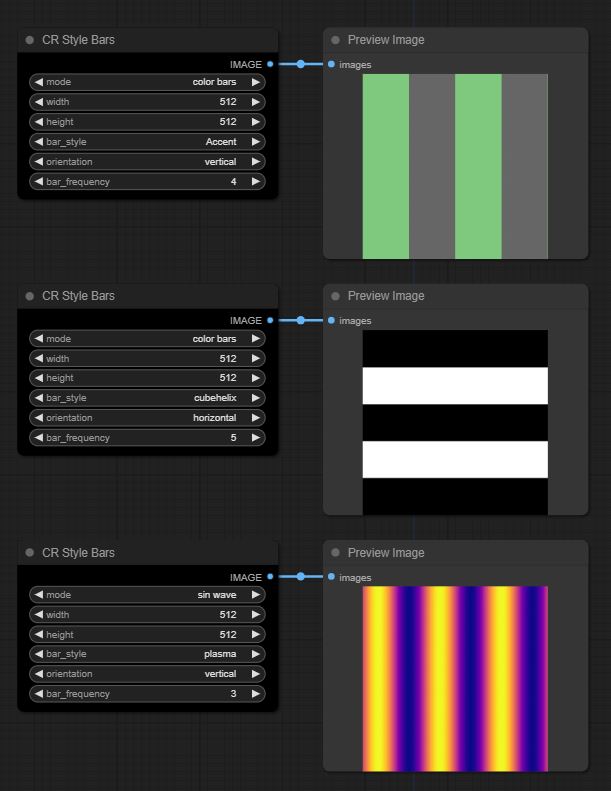 CR Style Bars
IMAGE
mode color bars
width 512
height 512
bar_style Accent
orientation vertical
bar_frequency 4
Preview Image
images
CR Style Bars
IMAGE
mode color bars
width 512
height 512
bar_style cubehelix
orientation horizontal
bar_frequency 5
Preview Image
images
CR Style Bars
IMAGE
mode sin wave
width 512
height 512
bar_style plasma
orientation vertical
bar_frequency 3
Preview Image
images